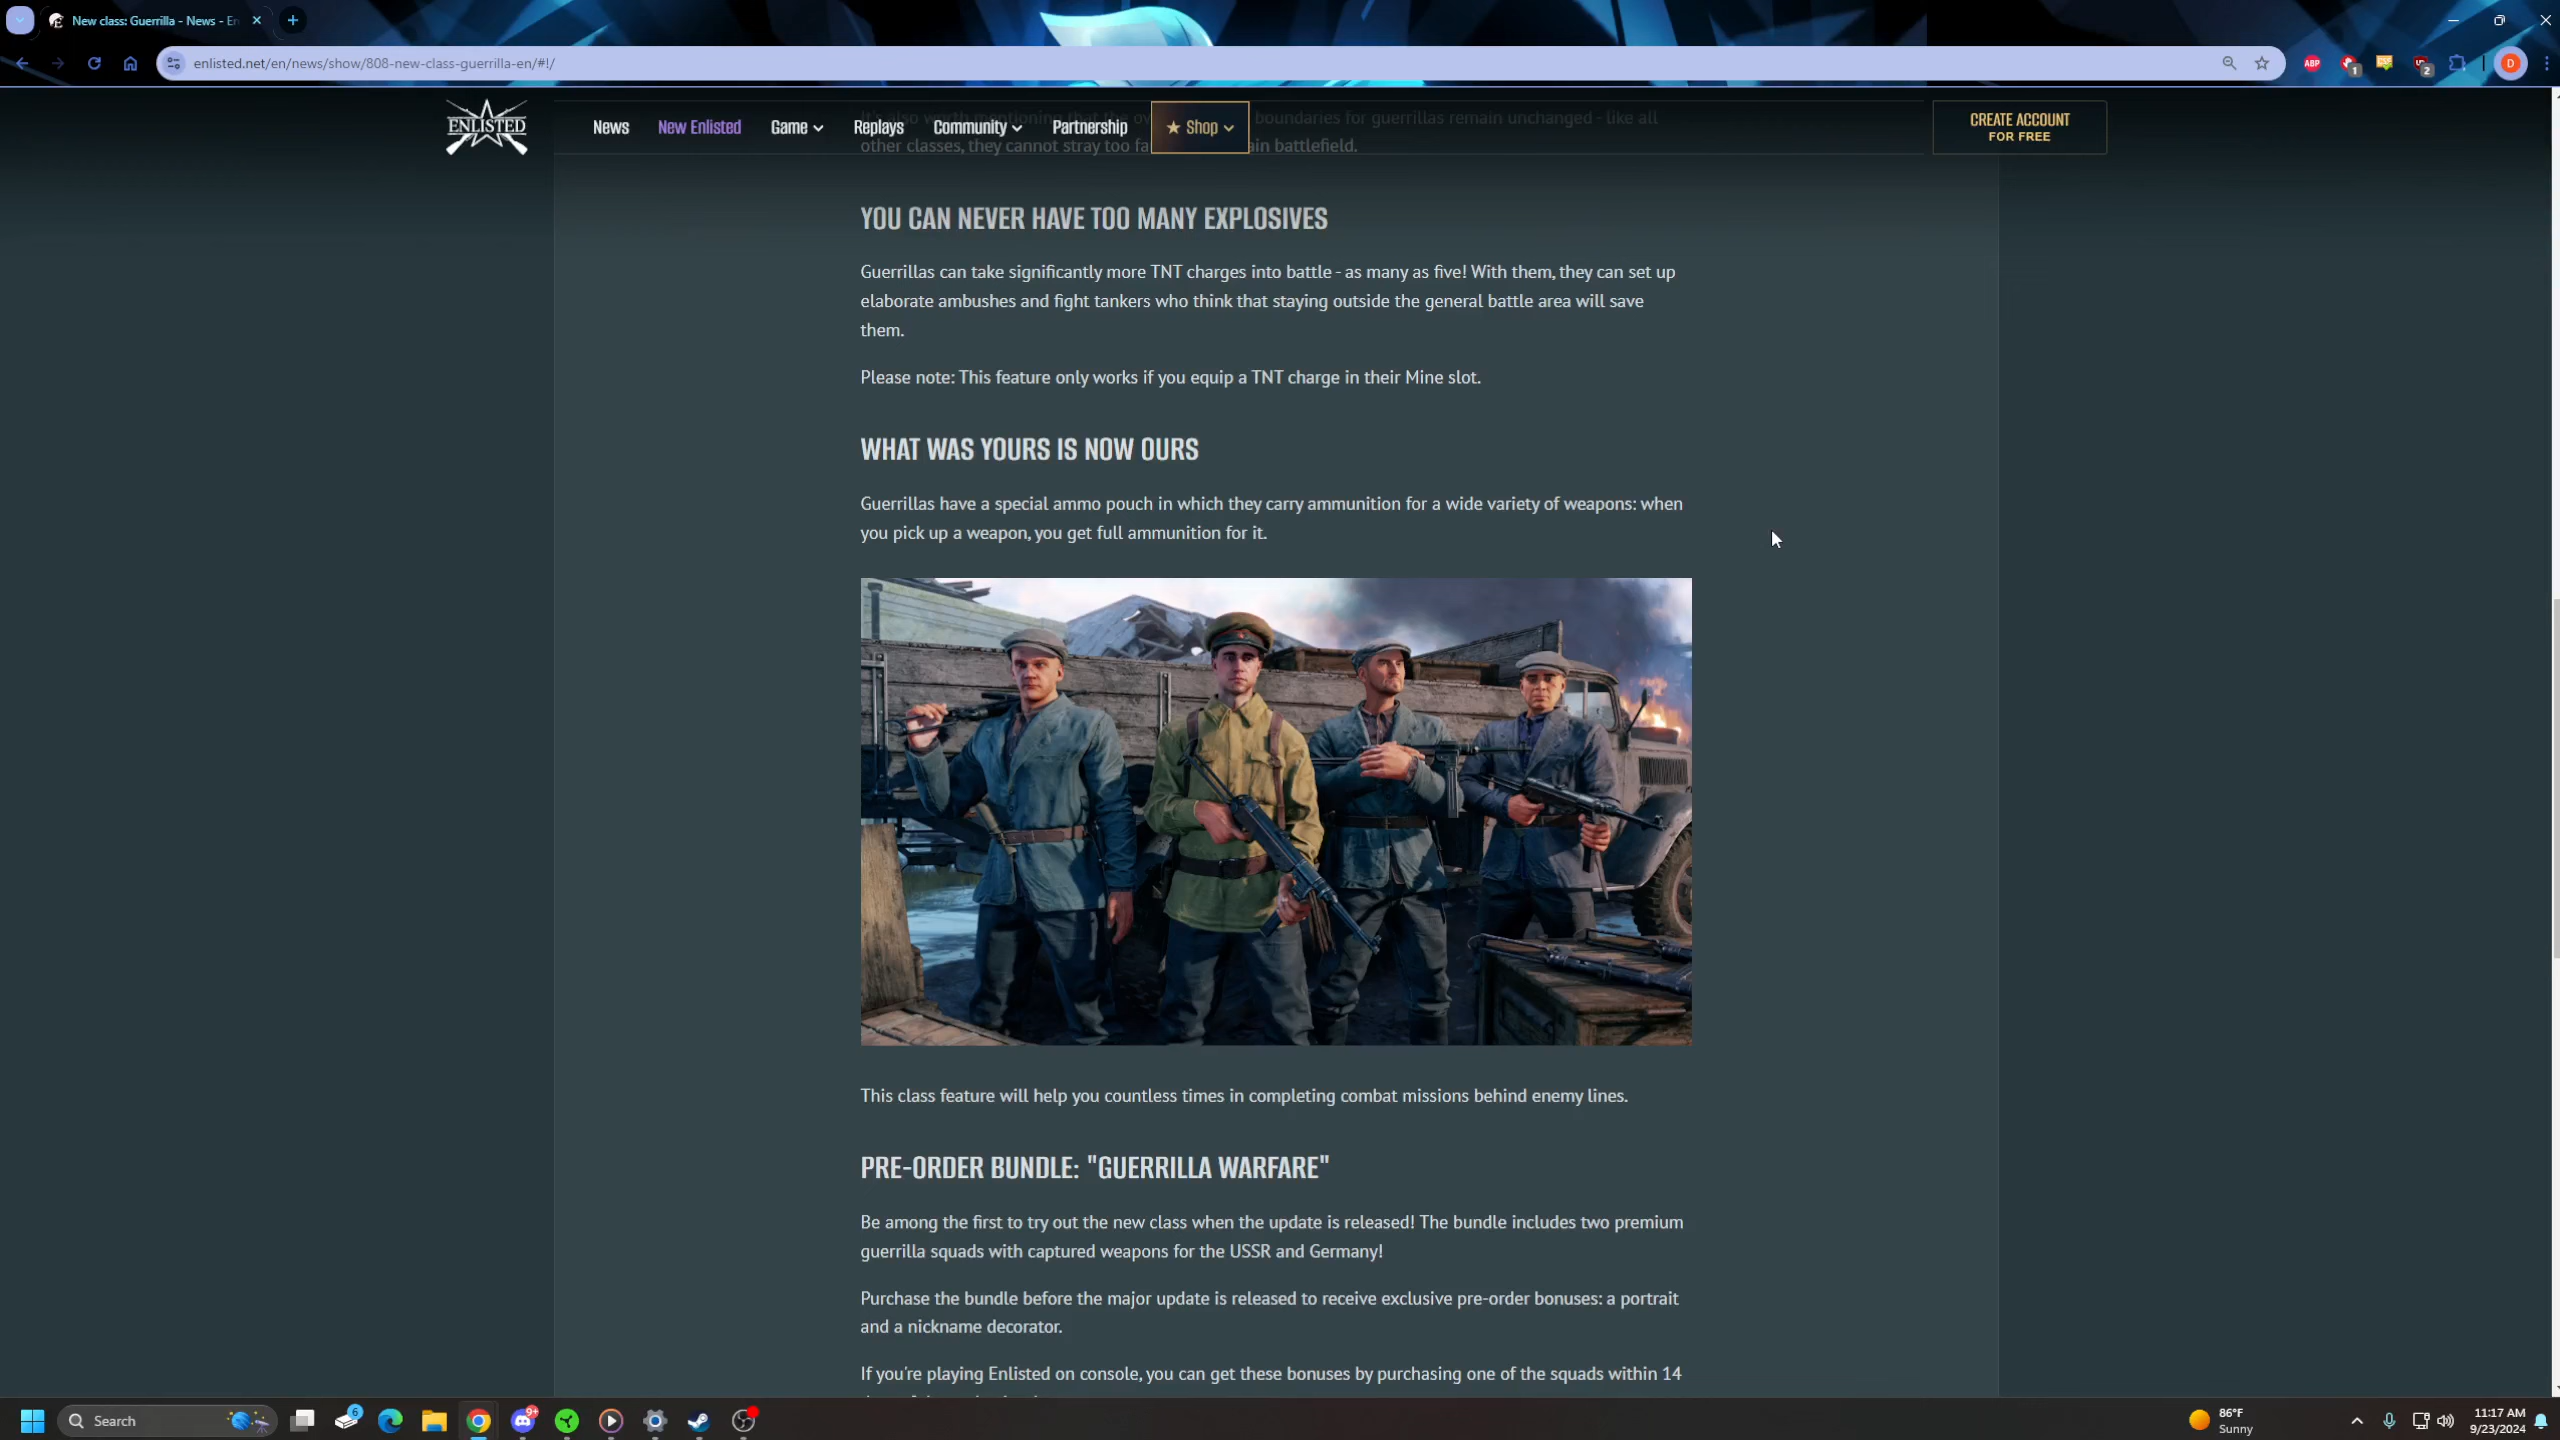 New class: Guerrilla - News - En
enlisted.net/en/news/show/808-new-class-guerrilla-en/#!/
ABP
1
2
D
ENLISTED
News
New Enlisted
Game
Replays
Community
Partnership
★ Shop
CREATE ACCOUNT
FOR FREE
It's also worth mentioning that the ov boundaries for guerrillas remain unchanged - like all
other classes, they cannot stray too fa ain battlefield.
YOU CAN NEVER HAVE TOO MANY EXPLOSIVES
Guerrillas can take significantly more TNT charges into battle - as many as five! With them, they can set up
elaborate ambushes and fight tankers who think that staying outside the general battle area will save
them.
Please note: This feature only works if you equip a TNT charge in their Mine slot.
WHAT WAS YOURS IS NOW OURS
Guerrillas have a special ammo pouch in which they carry ammunition for a wide variety of weapons: when
you pick up a weapon, you get full ammunition for it.
This class feature will help you countless times in completing combat missions behind enemy lines.
PRE-ORDER BUNDLE: "GUERRILLA WARFARE"
Be among the first to try out the new class when the update is released! The bundle includes two premium
guerrilla squads with captured weapons for the USSR and Germany!
Purchase the bundle before the major update is released to receive exclusive pre-order bonuses: a portrait
and a nickname decorator.
If you're playing Enlisted on console, you can get these bonuses by purchasing one of the squads within 14
Search
6
9+
86°F
Sunny
11:17 AM
9/23/2024